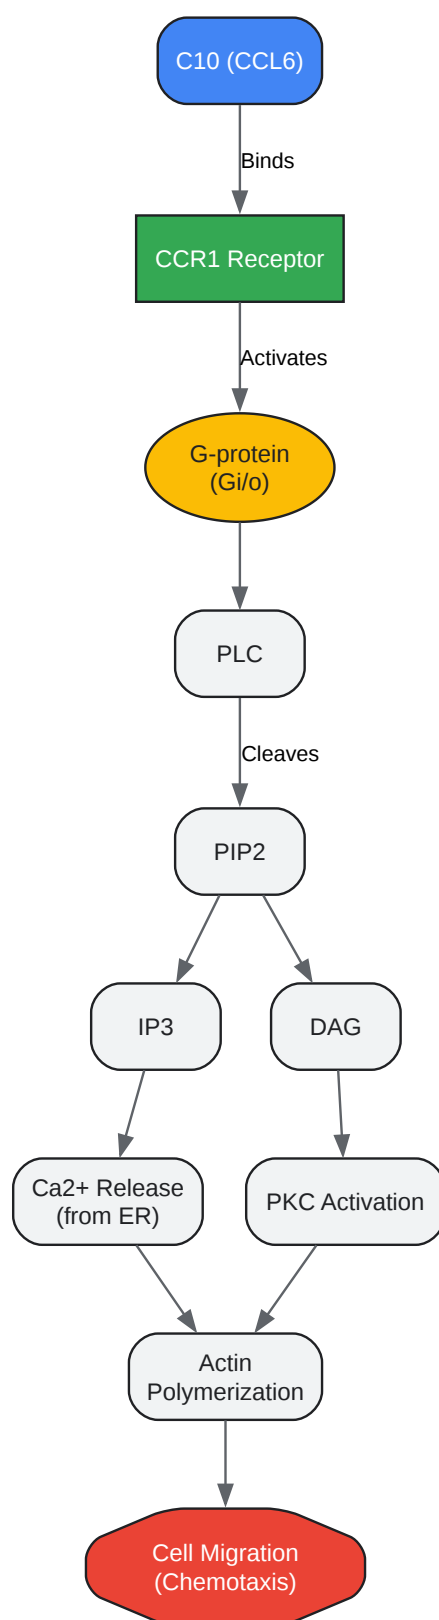 C10 (CCL6)
Binds
CCR1 Receptor
Activates
G-protein
(Gi/o)
PLC
Cleaves
PIP2
IP3
DAG
Ca2+ Release
(from ER)
PKC Activation
Actin
Polymerization
Cell Migration
(Chemotaxis)